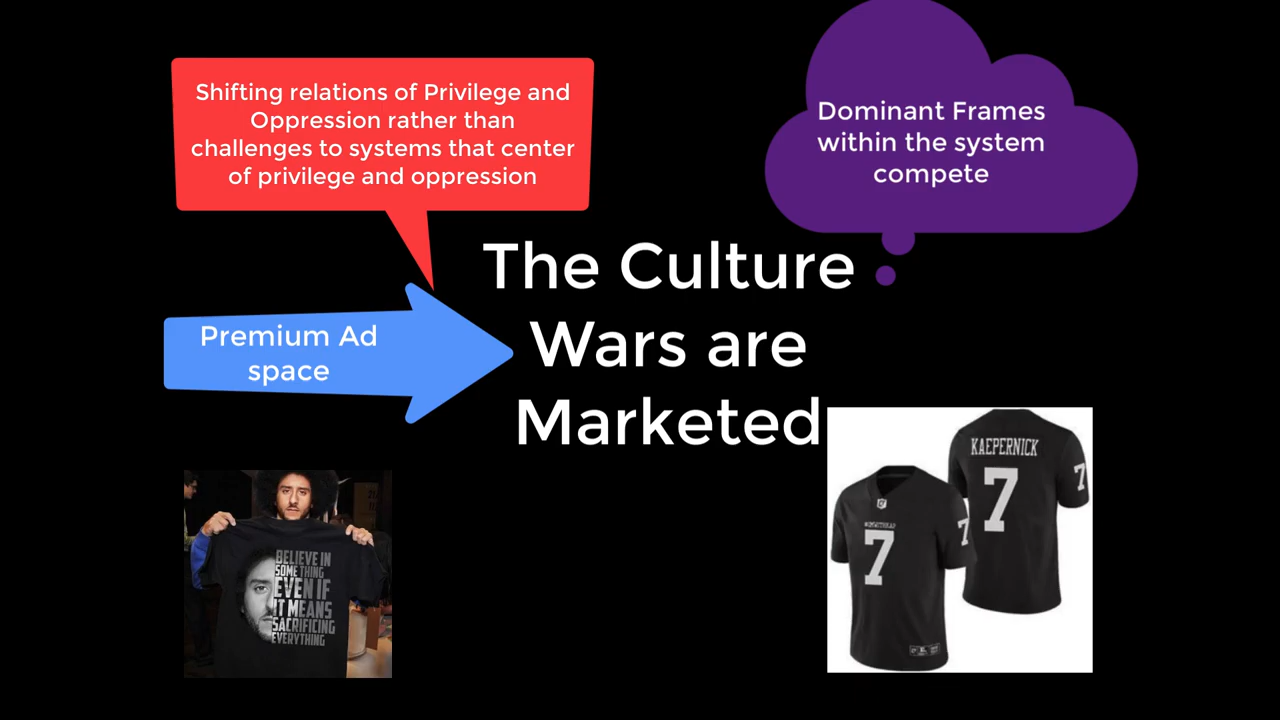 Shifting relations of Privilege and
Oppression rather than
challenges to systems that center
of privilege and oppression
Dominant Frames
within the system
compete
The Culture
Wars are
Marketed
Premium Ad
space
BELIEVE IN
SOMETHING
EVEN IF
IT MEANS
SACRIFICING
EVERYTHING
KAEPERNICK
7
7
7
7